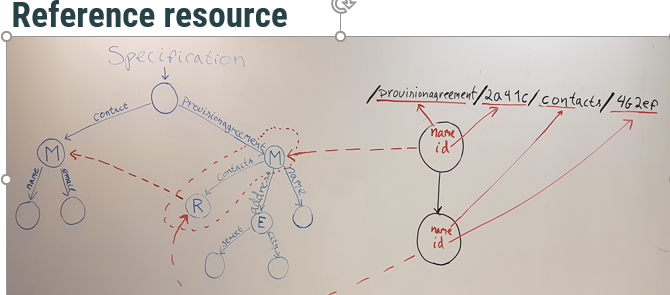 Reference resource
Specification
/provisionagreement/2a41c/contacts/4G2ef
contact
Provisionagreement
name
id
M
M
contacts
name
email
address
name
R
E
street
city
name
id